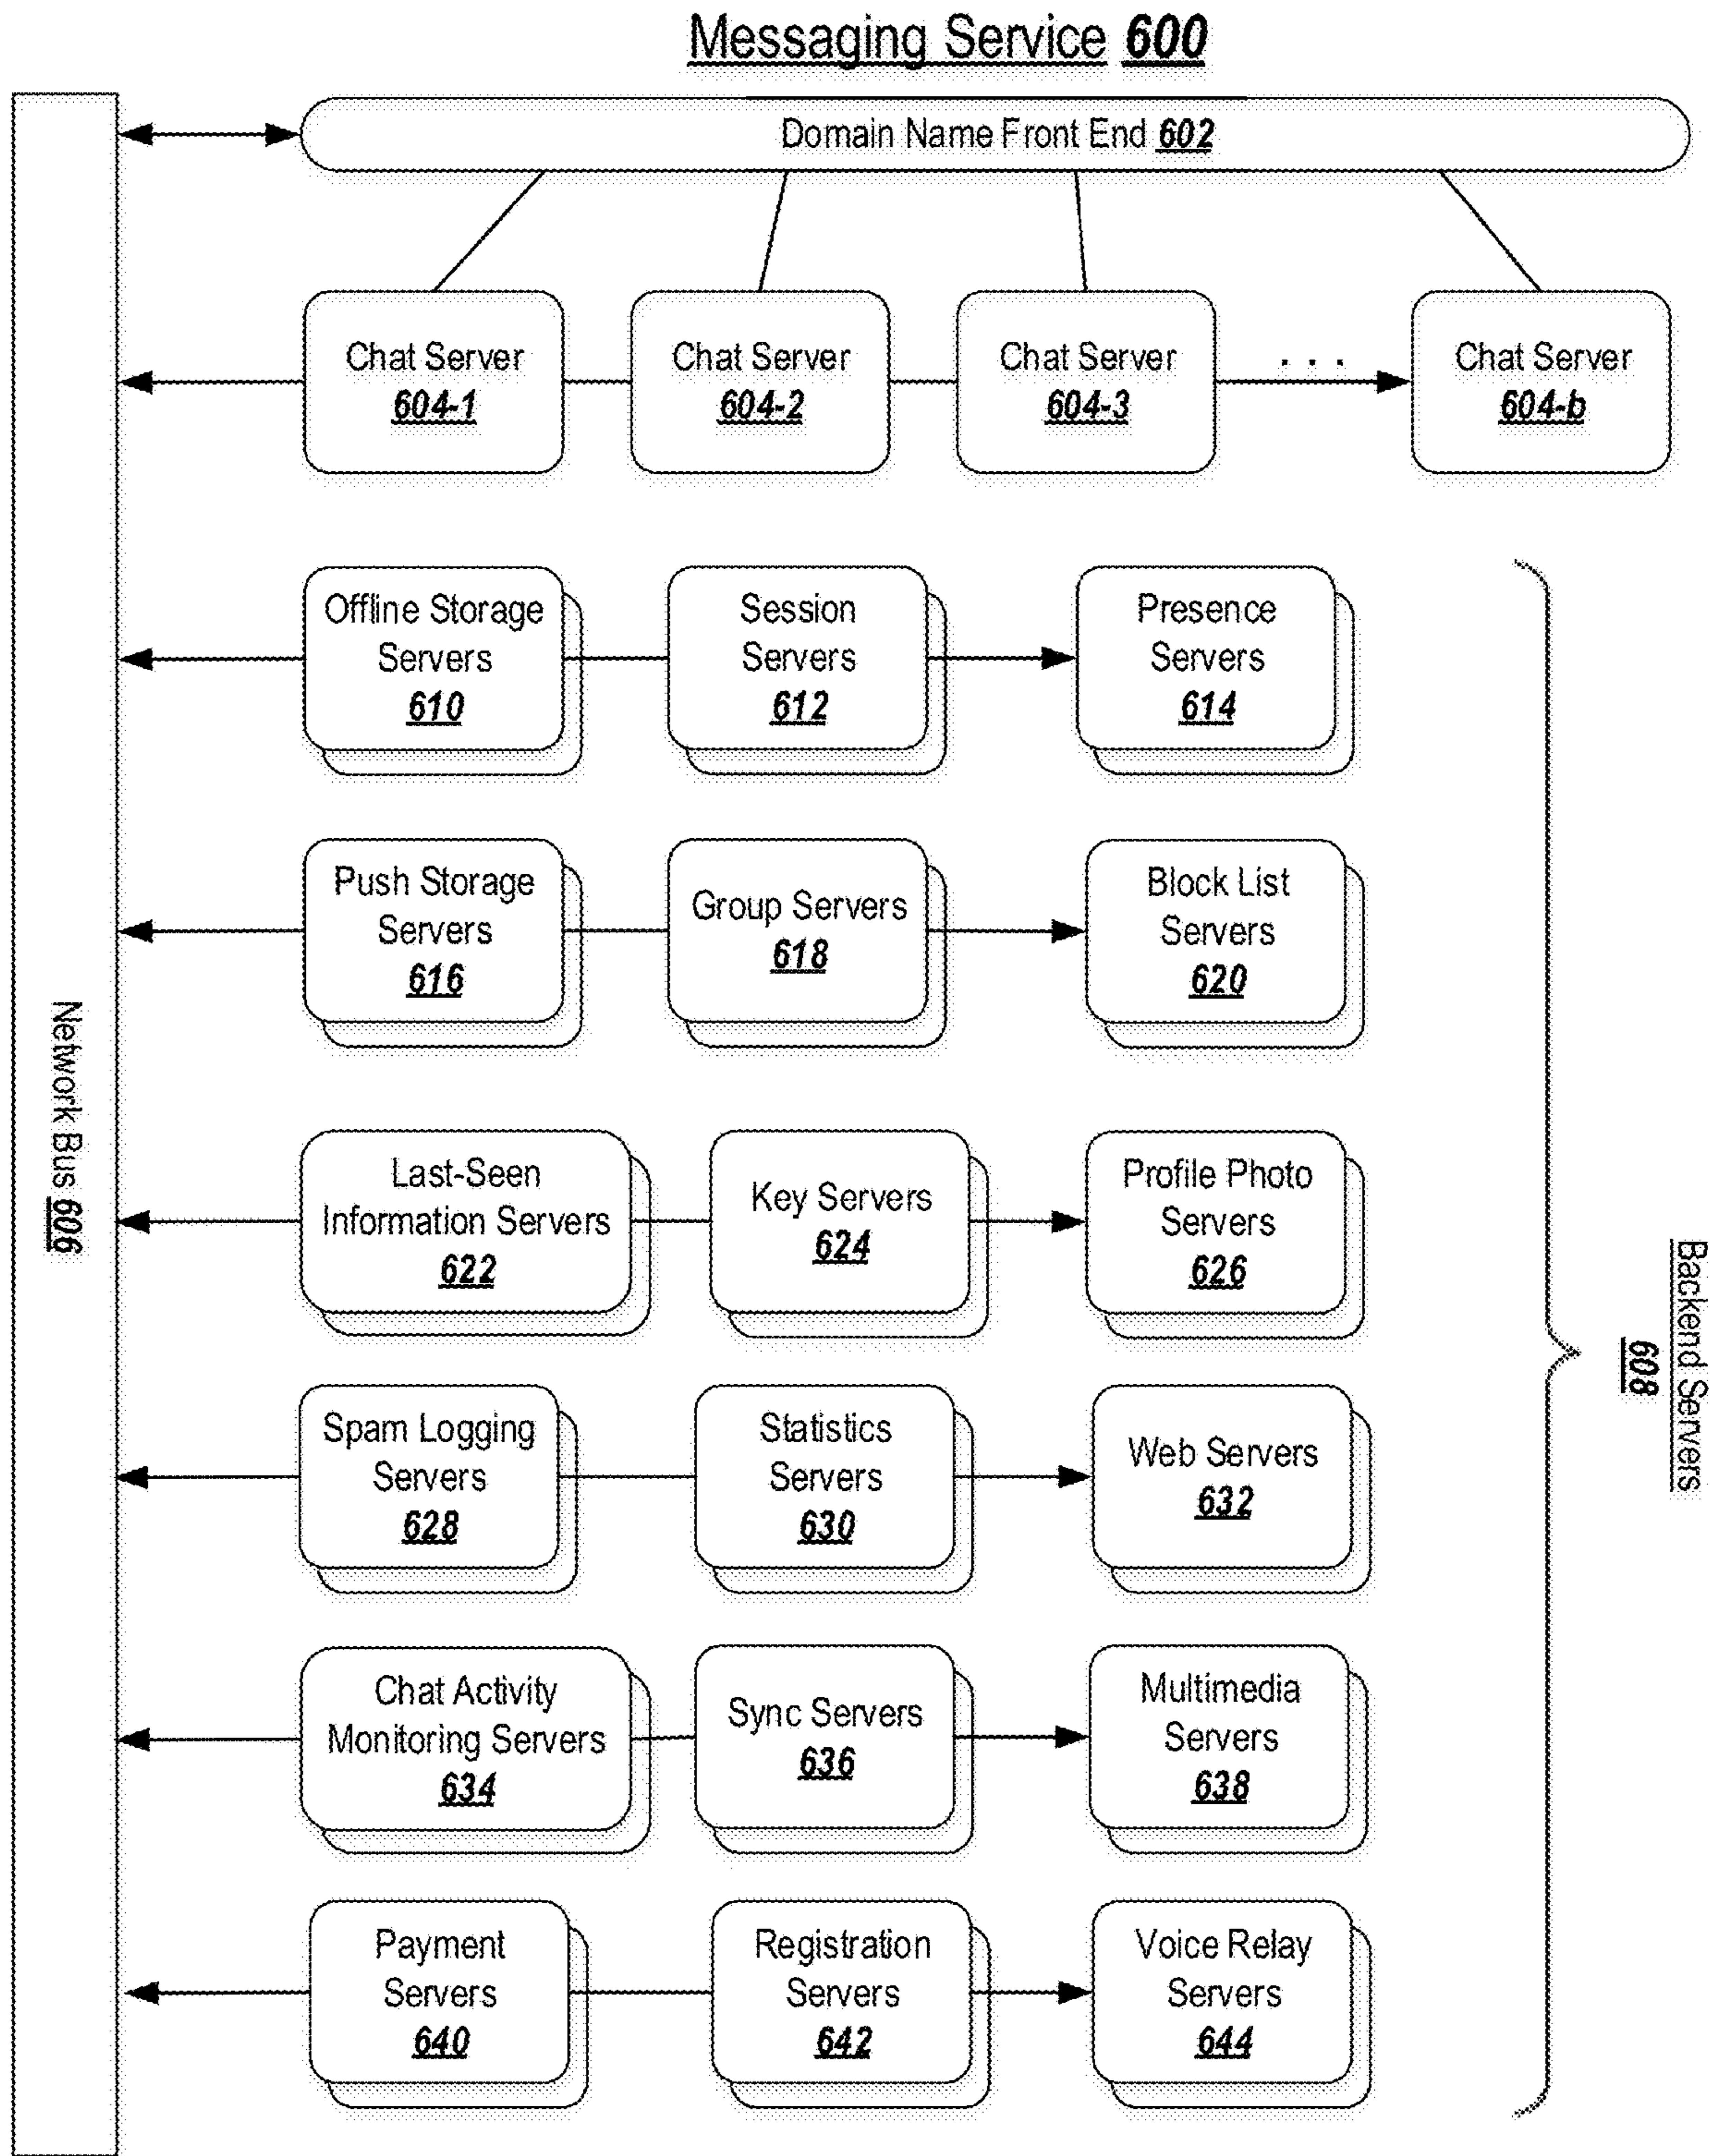 Messaging Service 600
Domain Name Front End 602
Chat Server
604-1
Chat Server
604-2
Chat Server
604-3
. . .
Chat Server
604-b
Offline Storage
Servers
610
Session
Servers
612
Presence
Servers
614
Push Storage
Servers
616
Group Servers
618
Block List
Servers
620
Network Bus 606
Last-Seen
Information Servers
622
Key Servers
624
Profile Photo
Servers
626
Backend Servers
608
Spam Logging
Servers
628
Statistics
Servers
630
Web Servers
632
Chat Activity
Monitoring Servers
634
Sync Servers
636
Multimedia
Servers
638
Payment
Servers
640
Registration
Servers
642
Voice Relay
Servers
644